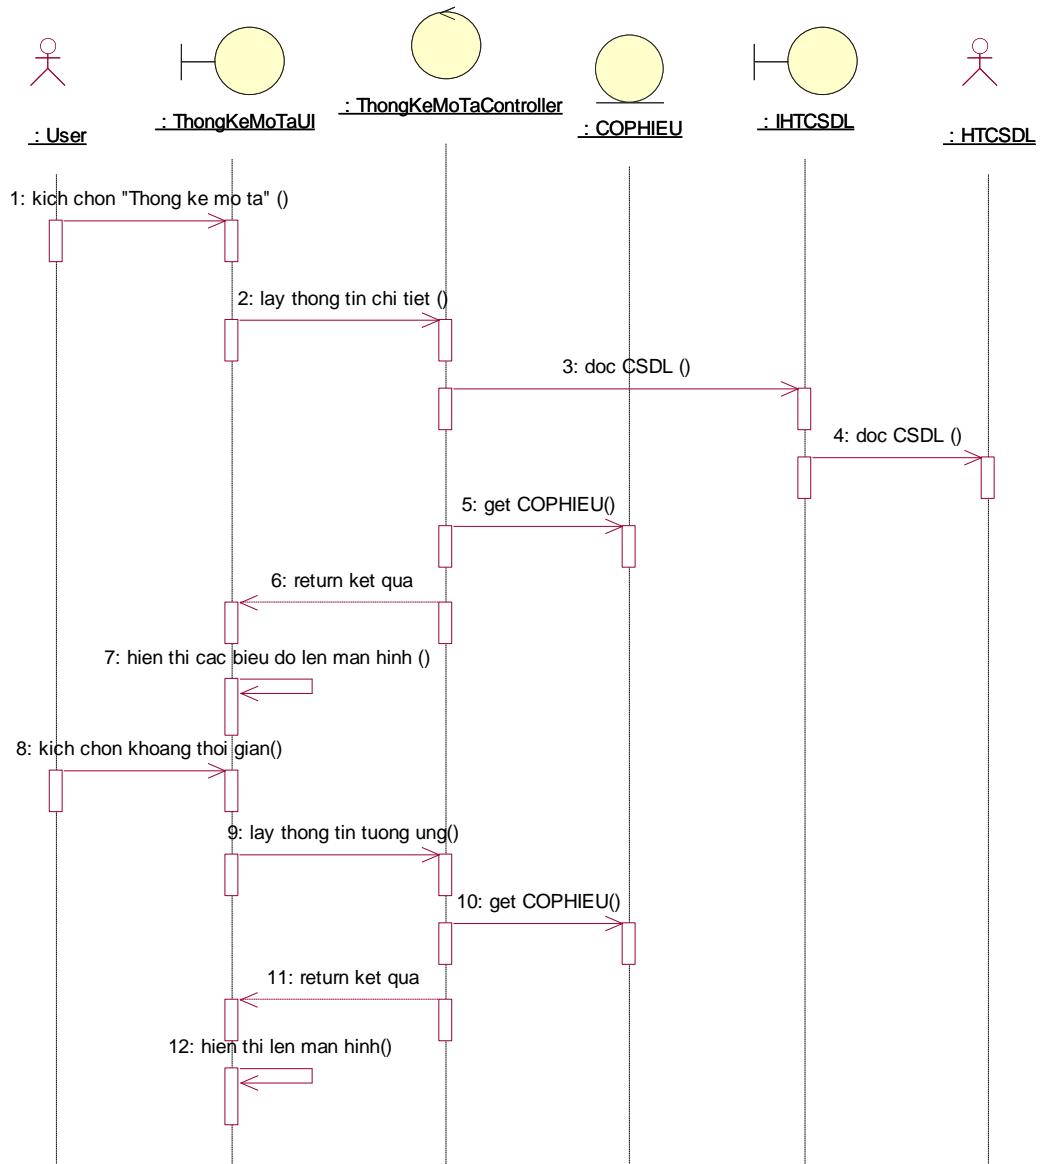 : User
: ThongKeMoTaUI
: ThongKeMoTaController
: COPHIEU
: IHTCSDL
: HTCSDL
1: kich chon "Thong ke mo ta" ()
2: lay thong tin chi tiet ()
3: doc CSDL ()
4: doc CSDL ()
5: get COPHIEU()
6: return ket qua
7: hien thi cac bieu do len man hinh ()
8: kich chon khoang thoi gian()
9: lay thong tin tuong ung()
10: get COPHIEU()
11: return ket qua
12: hien thi len man hinh()